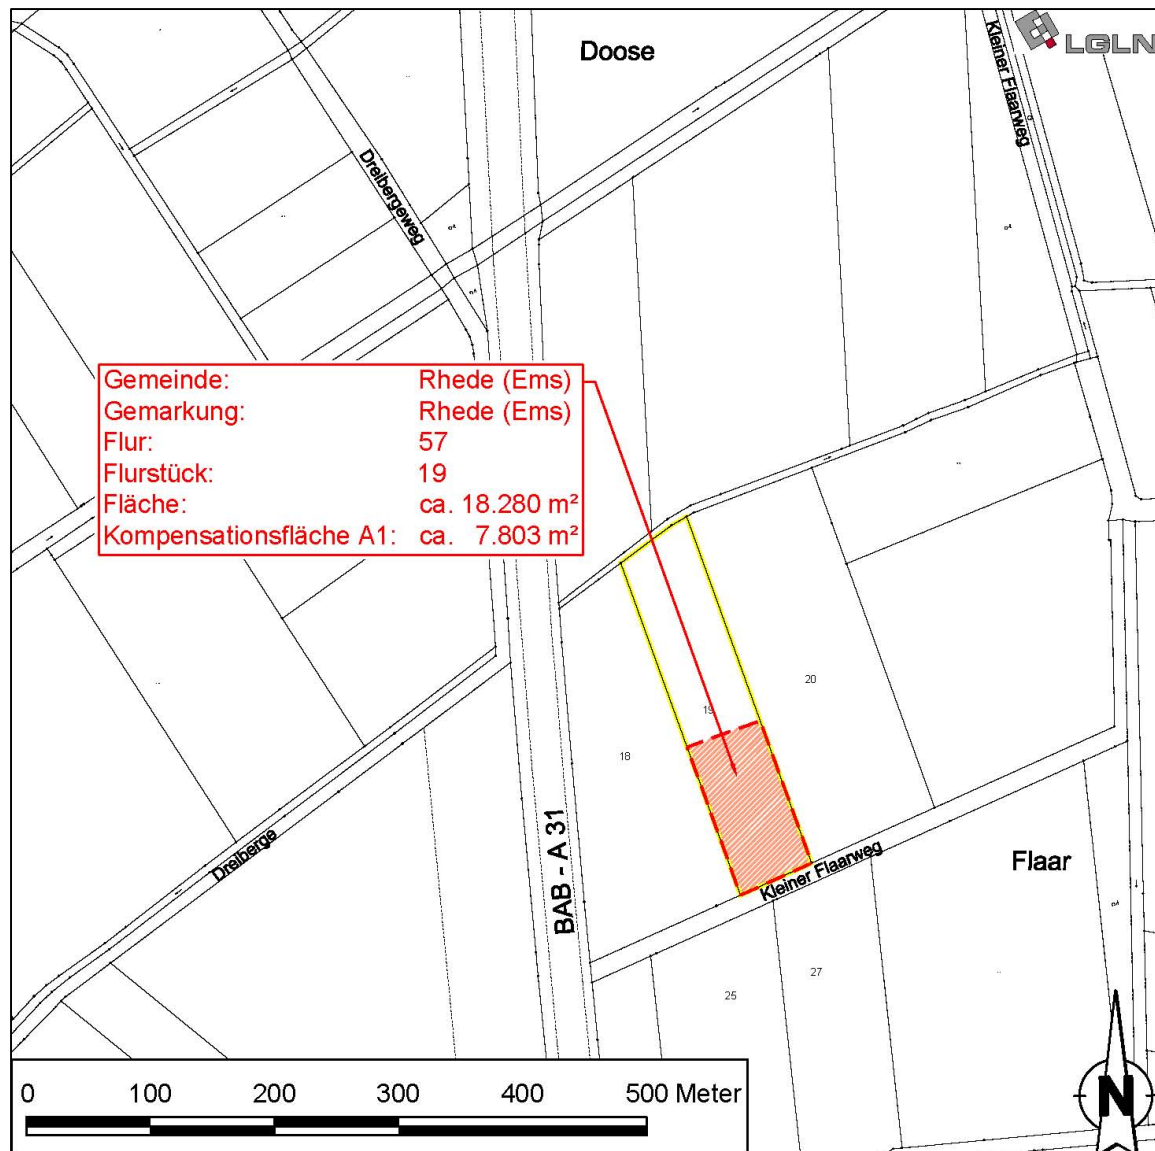 Doose
LGLN
Kleiner Flaarweg
Dreibergeweg
Gemeinde: Rhede (Ems)
Gemarkung: Rhede (Ems)
Flur: 57
Flurstück: 19
Fläche: ca. 18.280 m²
Kompensationsfläche A1: ca. 7.803 m²
20
19
18
Dreiberge
BAB - A 31
Kleiner Flaarweg
Flaar
27
25
0 100 200 300 400 500 Meter
N